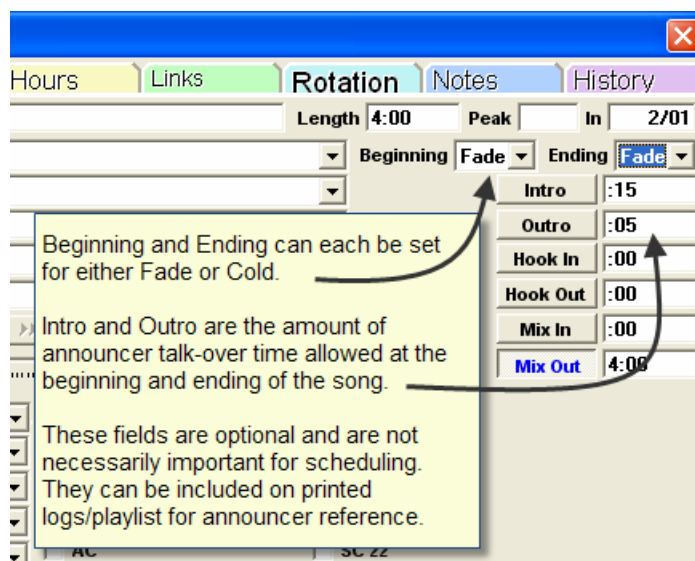 Hours Links Rotation Notes History
Length 4:00 Peak In 2/01
Beginning Fade Ending Fade
Intro :15
Outro :05
Hook In :00
Hook Out :00
Mix In :00
Mix Out 4:00
Beginning and Ending can each be set
for either Fade or Cold.
Intro and Outro are the amount of
announcer talk-over time allowed at the
beginning and ending of the song.
These fields are optional and are not
necessarily important for scheduling.
They can be included on printed
logs/playlist for announcer reference.
AC SC 22